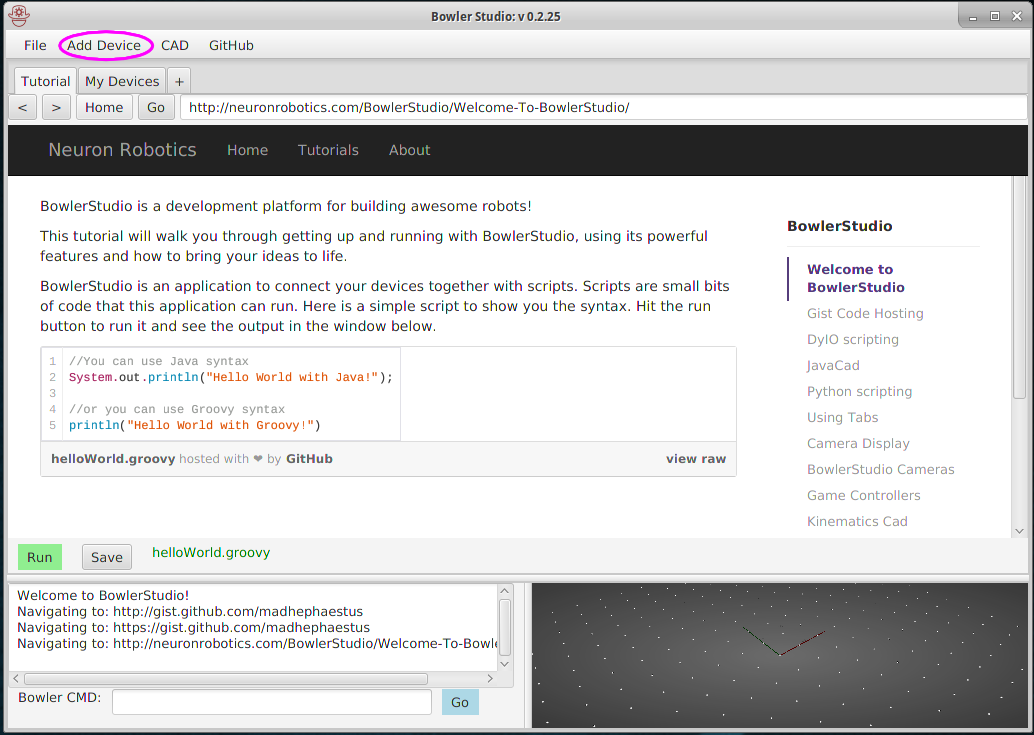 Bowler Studio: v 0.2.25
File Add Device CAD GitHub
Tutorial My Devices +
< > Home Go http://neuronrobotics.com/BowlerStudio/Welcome-To-BowlerStudio/
Neuron Robotics Home Tutorials About
BowlerStudio is a development platform for building awesome robots!
This tutorial will walk you through getting up and running with BowlerStudio, using its powerful
features and how to bring your ideas to life.
BowlerStudio is an application to connect your devices together with scripts. Scripts are small bits
of code that this application can run. Here is a simple script to show you the syntax. Hit the run
button to run it and see the output in the window below.
1 //You can use Java syntax
2 System.out.println("Hello World with Java!");
3
4 //or you can use Groovy syntax
5 println("Hello World with Groovy!")
helloWorld.groovy hosted with ❤ by GitHub view raw
BowlerStudio
Welcome to
BowlerStudio
Gist Code Hosting
DyIO scripting
JavaCad
Python scripting
Using Tabs
Camera Display
BowlerStudio Cameras
Game Controllers
Kinematics Cad
Run Save helloWorld.groovy
Welcome to BowlerStudio!
Navigating to: http://gist.github.com/madhephaestus
Navigating to: https://gist.github.com/madhephaestus
Navigating to: http://neuronrobotics.com/BowlerStudio/Welcome-To-Bowle
Bowler CMD: Go